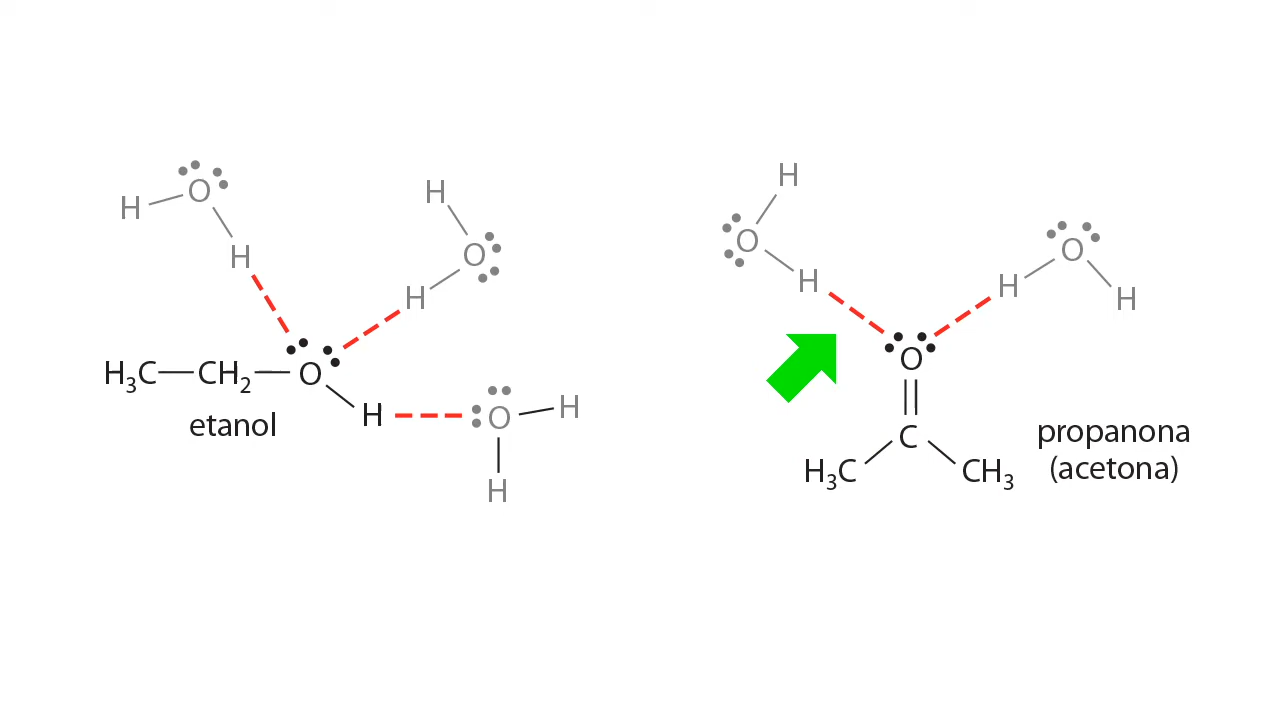 H
O
H
H
O
H
H₃C—CH₂—O
H
etanol
O
H
H
H
O
H
O
H
H
O
C
H₃C
CH₃
propanona
(acetona)